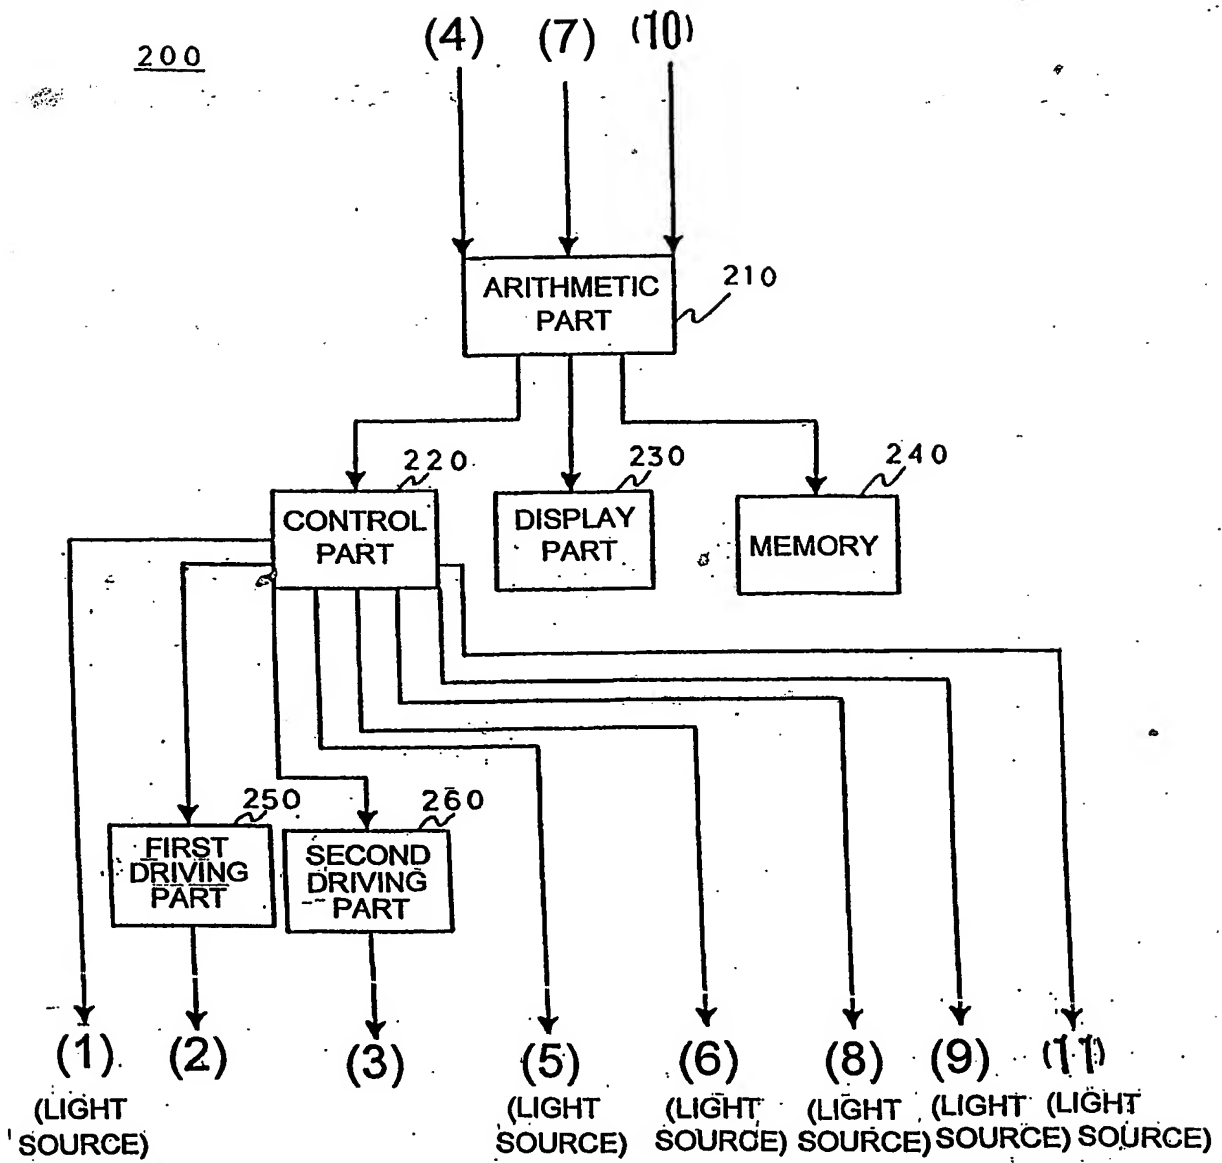 200
(4) (7) (10)
ARITHMETIC
PART
210
220
230
240
CONTROL
PART
DISPLAY
PART
MEMORY
250
260
FIRST
DRIVING
PART
SECOND
DRIVING
PART
(1) (2) (3) (5) (6) (8) (9) (11)
(LIGHT
SOURCE)
(LIGHT
SOURCE)
(LIGHT
SOURCE)
(LIGHT
SOURCE)
(LIGHT
SOURCE)
(LIGHT
SOURCE)